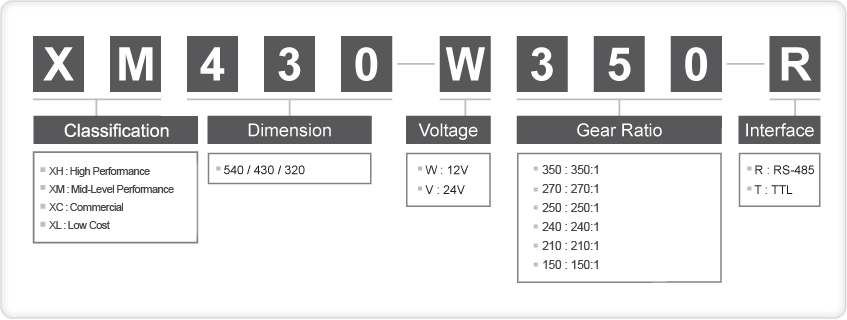 X M 4 3 0 W 3 5 0 R
Classification
XH : High Performance
XM : Mid-Level Performance
XC : Commercial
XL : Low Cost
Dimension
540 / 430 / 320
Voltage
W : 12V
V : 24V
Gear Ratio
350 : 350:1
270 : 270:1
250 : 250:1
240 : 240:1
210 : 210:1
150 : 150:1
Interface
R : RS-485
T : TTL